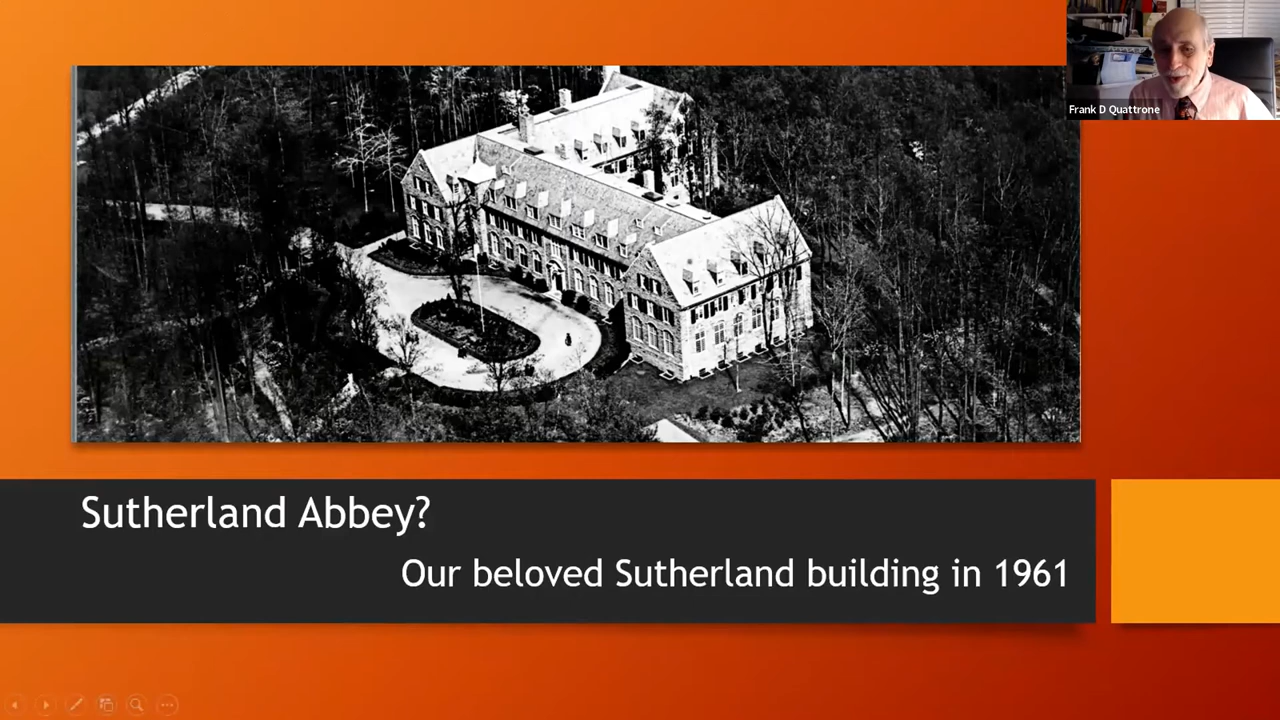 Frank D Quattrone
Sutherland Abbey?
Our beloved Sutherland building in 1961